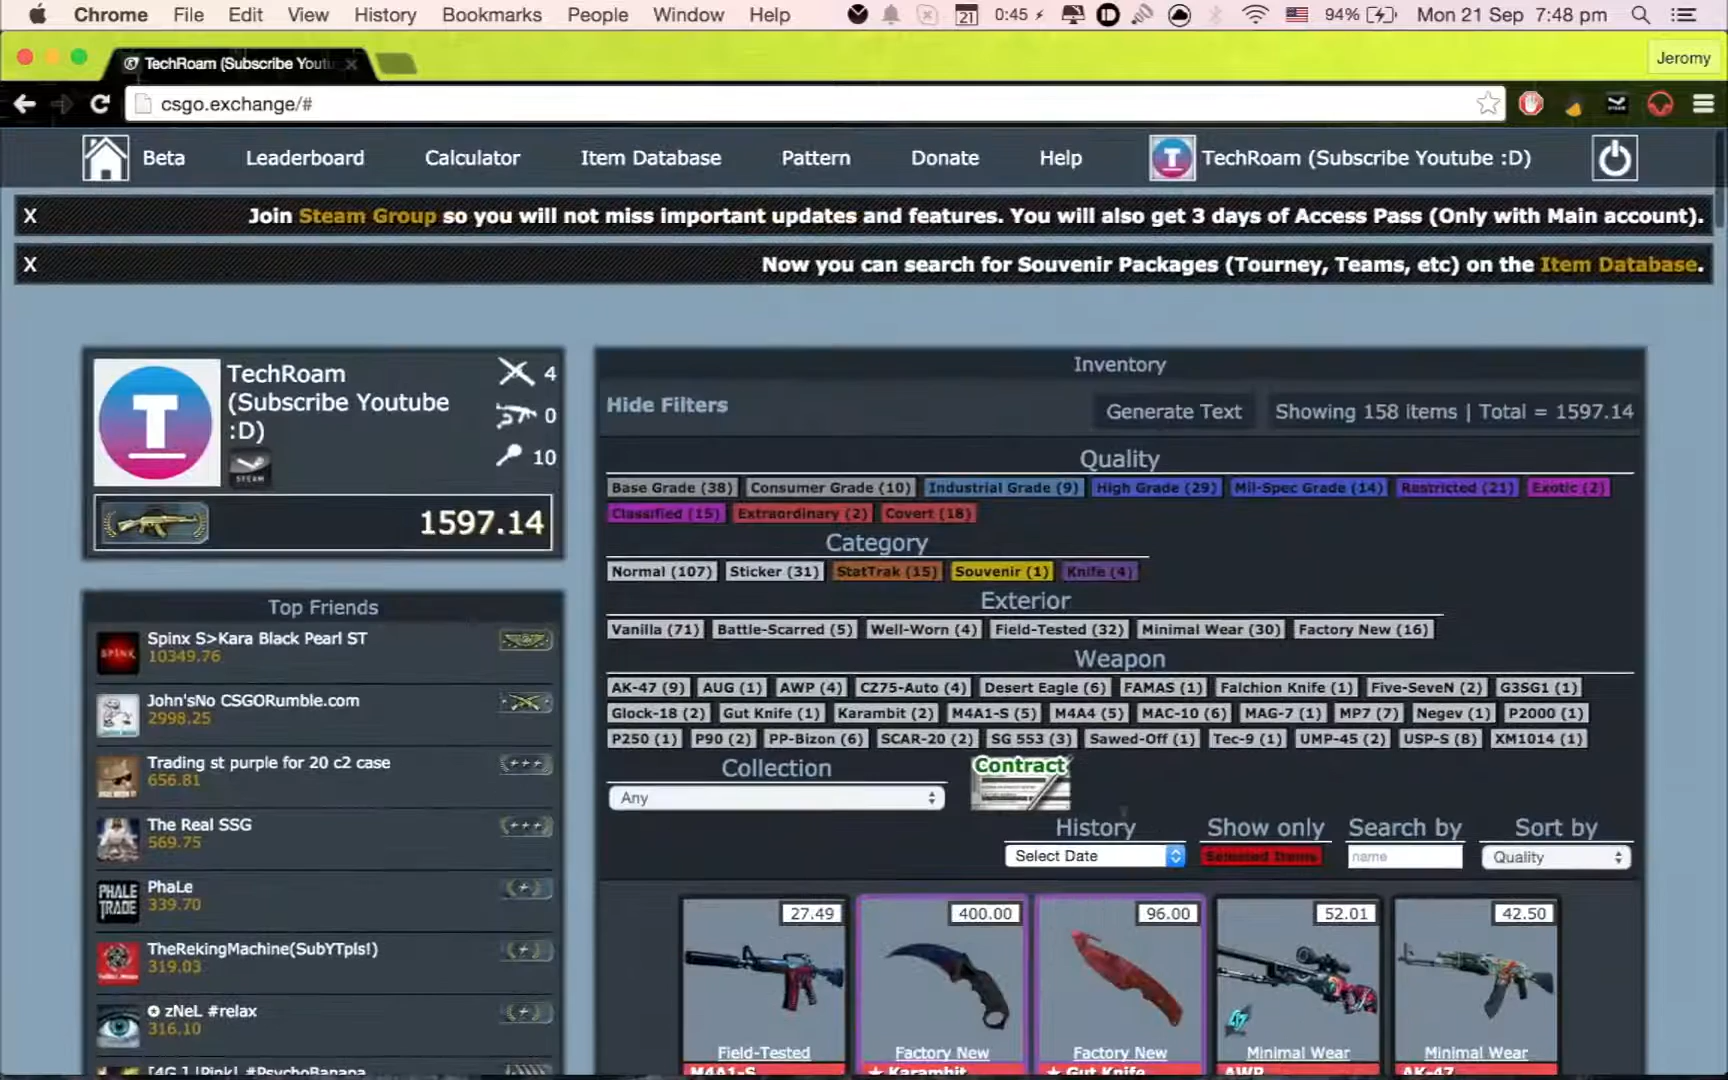 Chrome File Edit View History Bookmarks People Window Help 21 0:45 94% Mon 21 Sep 7:48 pm
TechRoam (Subscribe Youtu
Jeromy
csgo.exchange/#
Beta Leaderboard Calculator Item Database Pattern Donate Help TechRoam (Subscribe Youtube :D)
X Join Steam Group so you will not miss important updates and features. You will also get 3 days of Access Pass (Only with Main account).
X Now you can search for Souvenir Packages (Tourney, Teams, etc) on the Item Database.
TechRoam
(Subscribe Youtube
:D)
STEAM
4
0
10
1597.14
Top Friends
Spinx S>Kara Black Pearl ST
10349.76
John'sNo CSGORumble.com
2998.25
Trading st purple for 20 c2 case
656.81
The Real SSG
569.75
PHALE TRADE
PhaLe
339.70
TheRekingMachine(SubYTpls!)
319.03
✪ zNeL #relax
316.10
Inventory
Hide Filters Generate Text Showing 158 items | Total = 1597.14
Quality
Base Grade (38) Consumer Grade (10) Industrial Grade (9) High Grade (29) Mil-Spec Grade (14) Restricted (21) Exotic (2)
Classified (15) Extraordinary (2) Covert (18)
Category
Normal (107) Sticker (31) StatTrak (15) Souvenir (1) Knife (4)
Exterior
Vanilla (71) Battle-Scarred (5) Well-Worn (4) Field-Tested (32) Minimal Wear (30) Factory New (16)
Weapon
AK-47 (9) AUG (1) AWP (4) CZ75-Auto (4) Desert Eagle (6) FAMAS (1) Falchion Knife (1) Five-SeveN (2) G3SG1 (1)
Glock-18 (2) Gut Knife (1) Karambit (2) M4A1-S (5) M4A4 (5) MAC-10 (6) MAG-7 (1) MP7 (7) Negev (1) P2000 (1)
P250 (1) P90 (2) PP-Bizon (6) SCAR-20 (2) SG 553 (3) Sawed-Off (1) Tec-9 (1) UMP-45 (2) USP-S (8) XM1014 (1)
Collection Contract
Any
History Show only Search by Sort by
Select Date Selected Items name Quality
27.49 400.00 96.00 52.01 42.50
Field-Tested Factory New Factory New Minimal Wear Minimal Wear
M4A1-S ★ Karambit ★ Gut Knife AWP AK-47